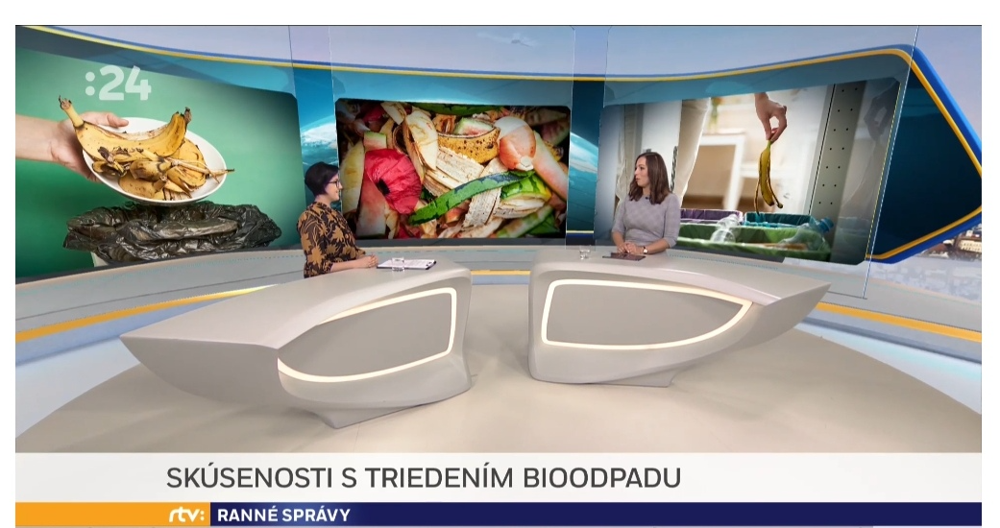 :24
SKÚSENOSTI S TRIEDENÍM BIOODPADU
rtv:
RANNÉ SPRÁVY